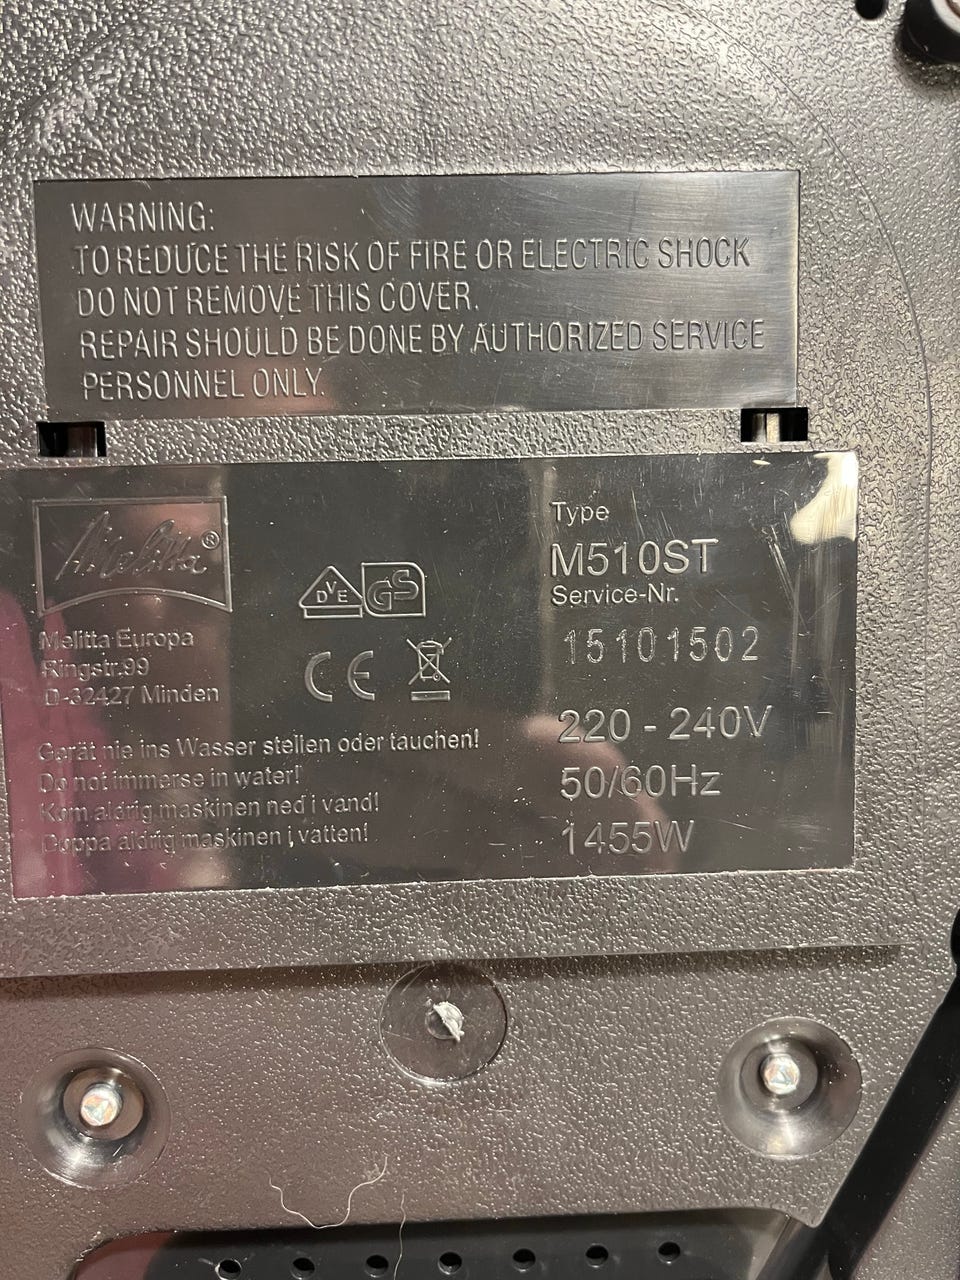 WARNING:
TO REDUCE THE RISK OF FIRE OR ELECTRIC SHOCK
DO NOT REMOVE THIS COVER.
REPAIR SHOULD BE DONE BY AUTHORIZED SERVICE
PERSONNEL ONLY.
Melitta®
Melitta Europa
Ringstr.99
D-32427 Minden
DVE GS
CE
Type
M510ST
Service-Nr.
15101502
220 - 240V
50/60Hz
1455W
Gerät nie ins Wasser stellen oder tauchen!
Do not immerse in water!
Kom aldrig maskinen ned i vand!
Doppa aldrig maskinen i vatten!